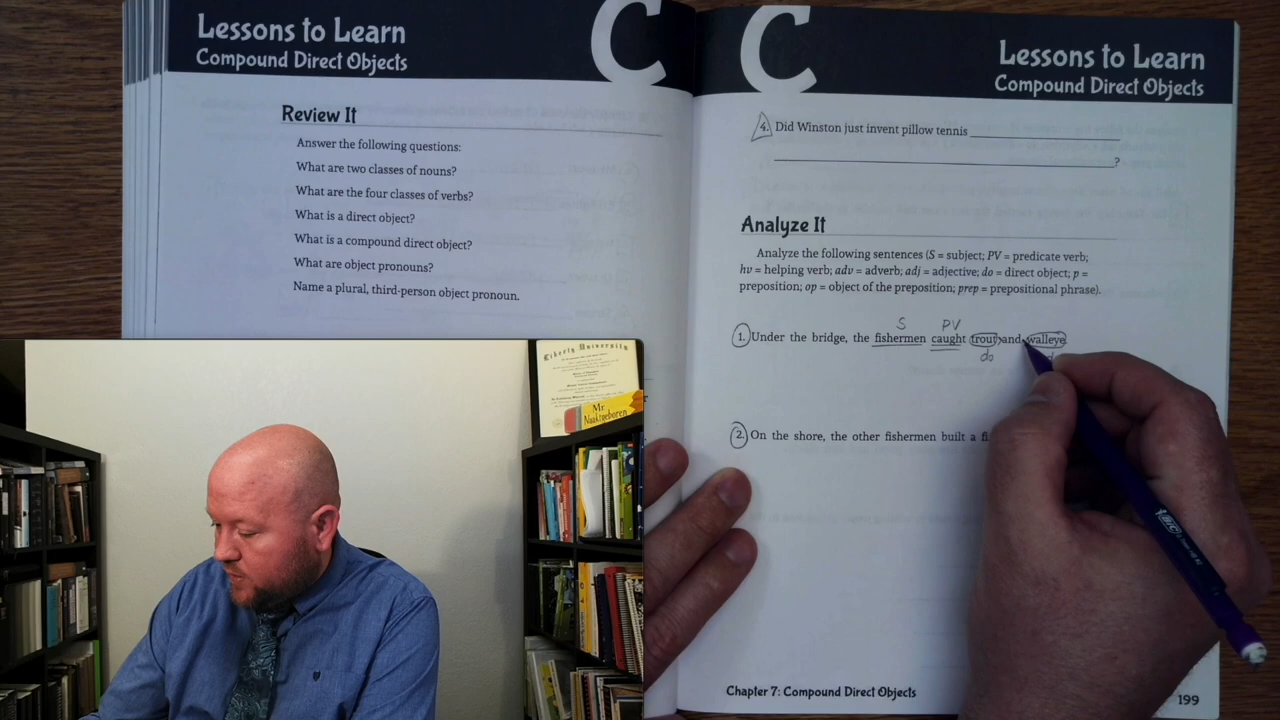 Lessons to Learn
Compound Direct Objects
C
Review It
Answer the following questions:
What are two classes of nouns?
What are the four classes of verbs?
What is a direct object?
What is a compound direct object?
What are object pronouns?
Name a plural, third-person object pronoun.
C
Lessons to Learn
Compound Direct Objects
4. Did Winston just invent pillow tennis
?
Analyze It
Analyze the following sentences (S = subject; PV = predicate verb;
hv = helping verb; adv = adverb; adj = adjective; do = direct object; p =
preposition; op = object of the preposition; prep = prepositional phrase).
S PV
1. Under the bridge, the fishermen caught trout and walleye.
do
2. On the shore, the other fishermen built a
Chapter 7: Compound Direct Objects
199
Liberty University
Mr.
Naaktgeboren
BIC